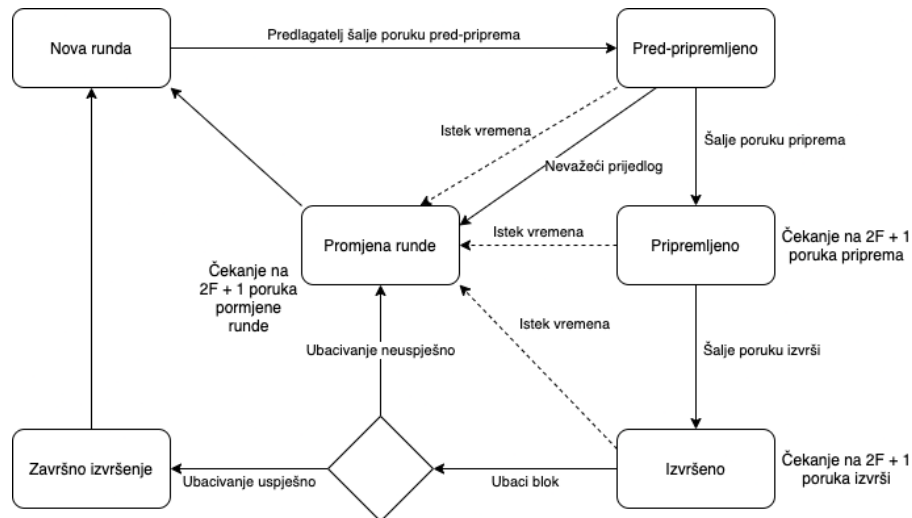 Nova runda
Predlagatelj šalje poruku pred-priprema
Pred-pripremljeno
Istek vremena
Šalje poruku priprema
Nevažeći prijedlog
Promjena runde
Istek vremena
Pripremljeno
Čekanje na 2F + 1
poruka priprema
Čekanje na
2F + 1 poruka
pormjene
runde
Istek vremena
Ubacivanje neuspješno
Šalje poruku izvrši
Završno izvršenje
Ubacivanje uspješno
Ubaci blok
Izvršeno
Čekanje na 2F + 1
poruka izvrši